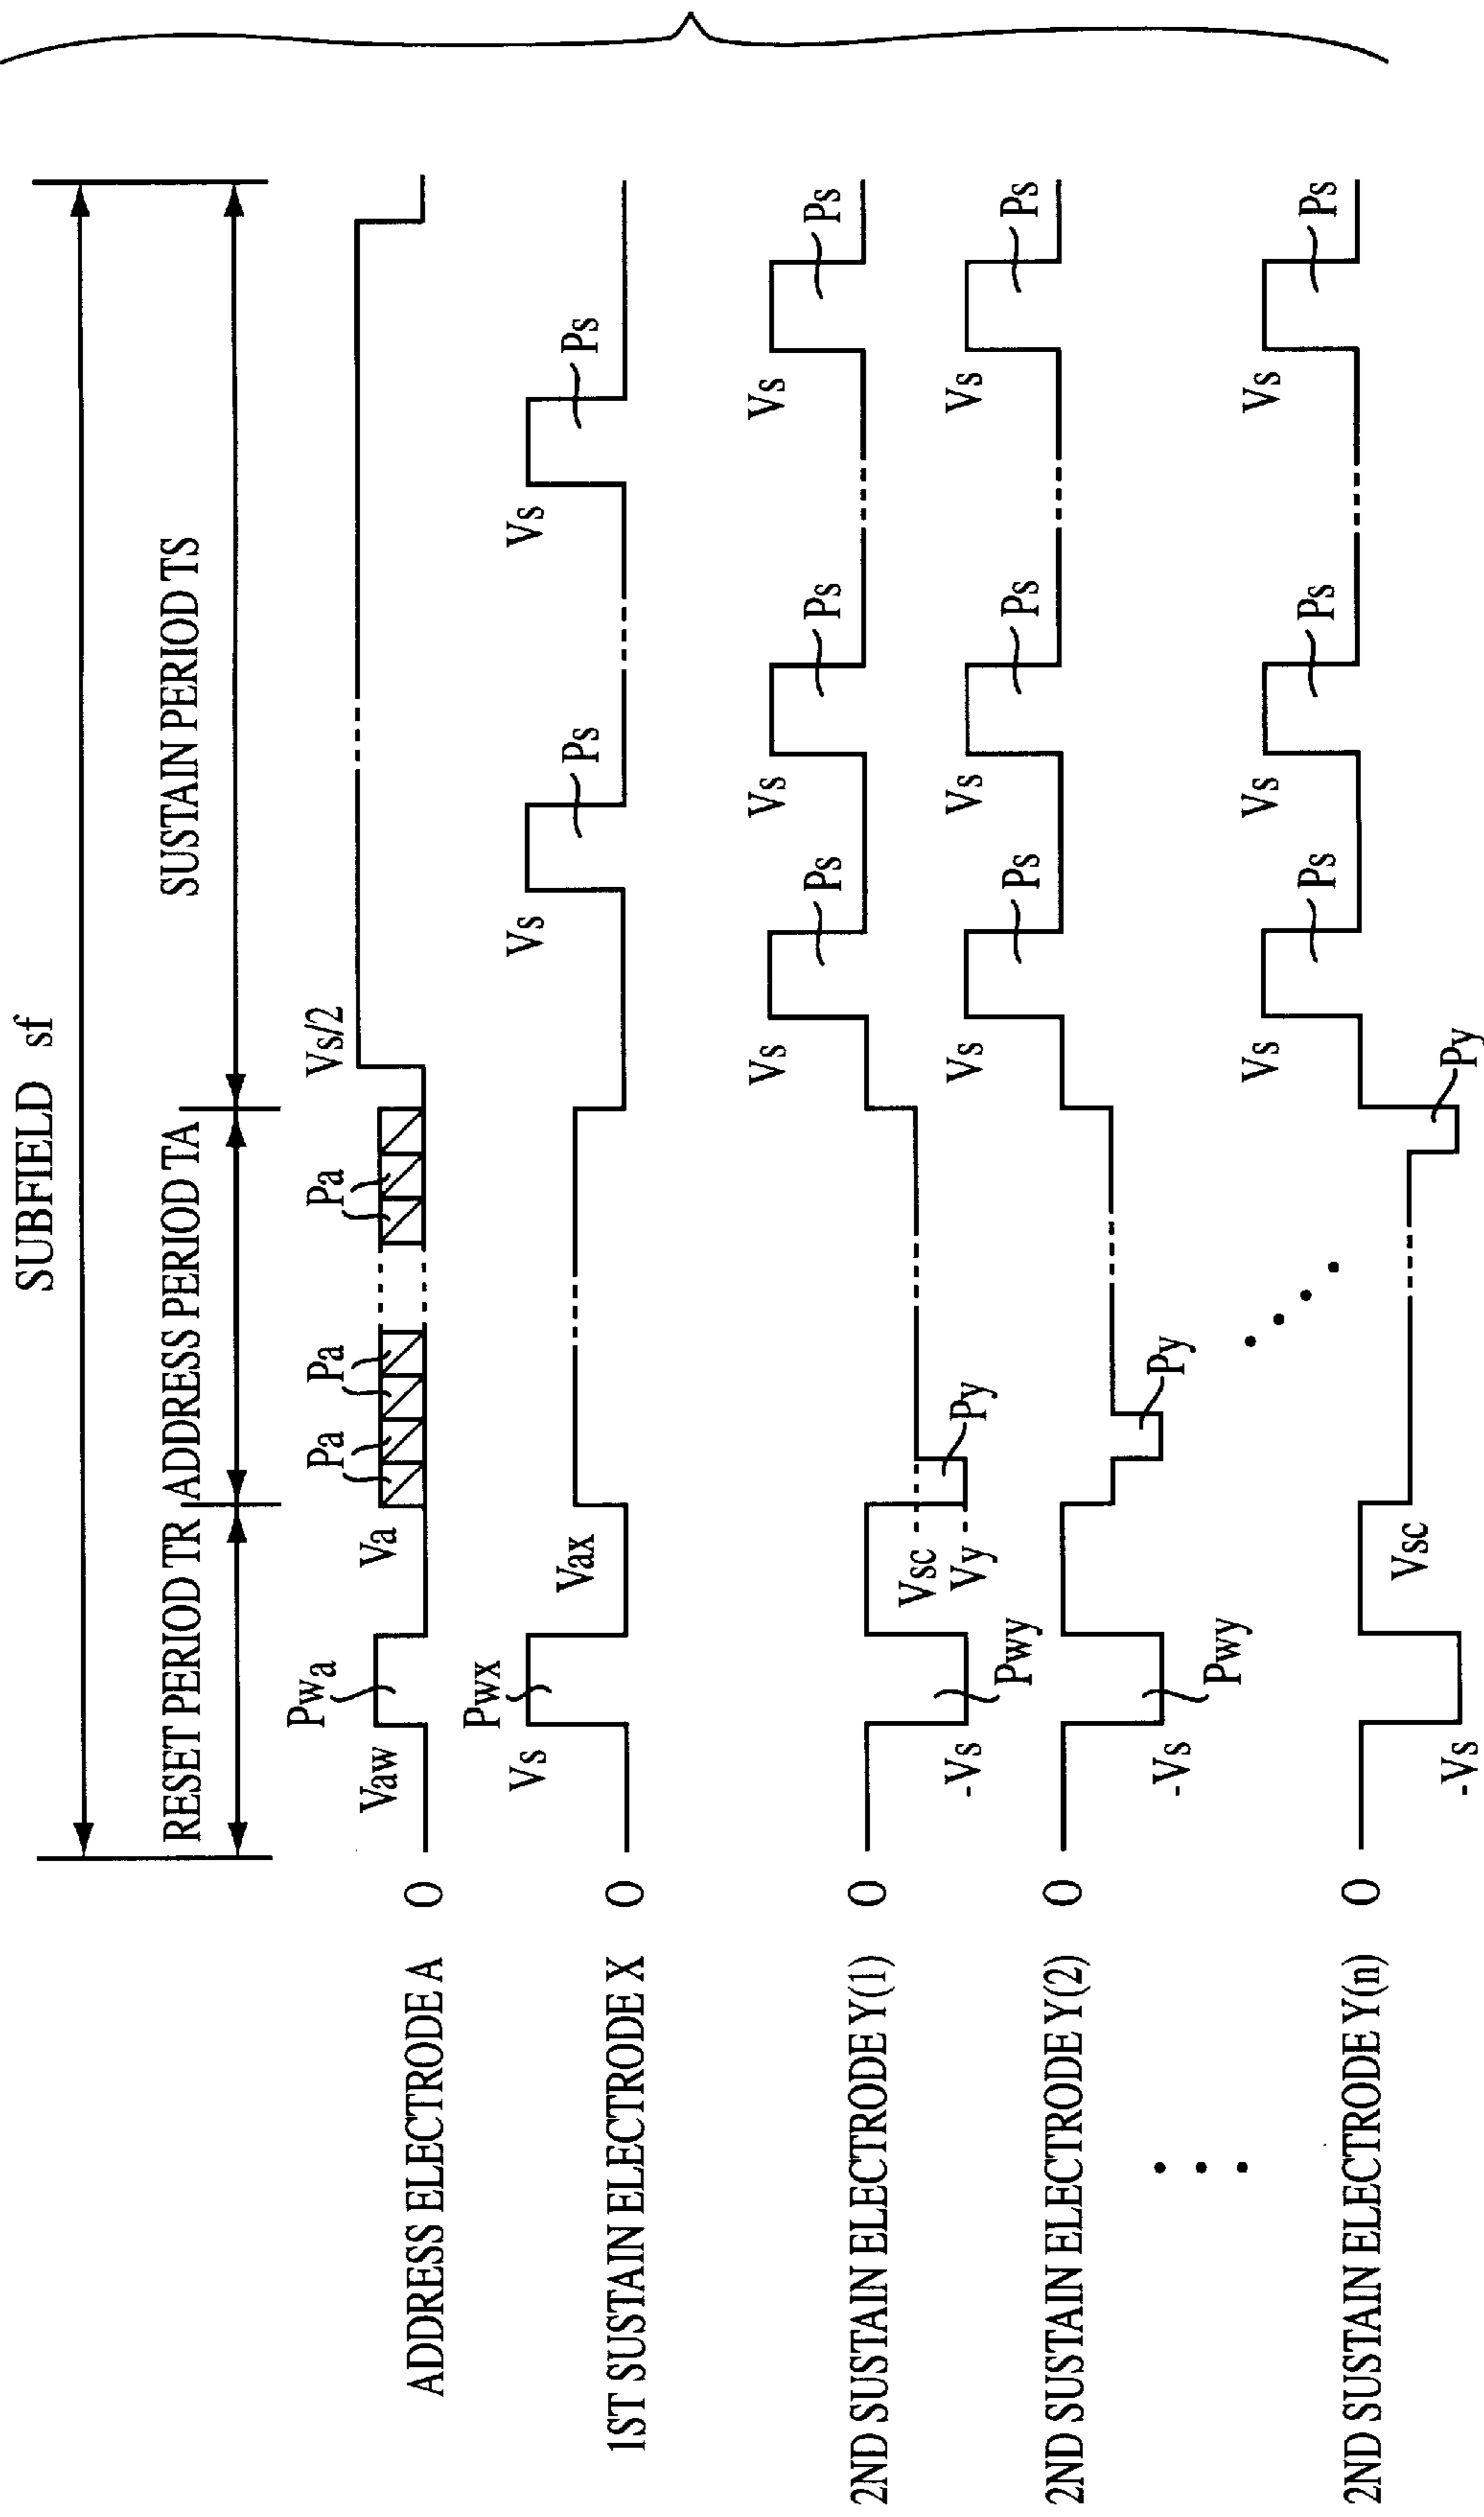 SUBFIELD sf
RESET PERIOD TR
ADDRESS PERIOD TA
SUSTAIN PERIOD TS
ADDRESS ELECTRODE A
0
Vaw
Pwa
Va
Pa
Pa
Pa
Vs/2
1ST SUSTAIN ELECTRODE X
0
Vs
Pwx
Vax
Vs
Ps
Vs
Ps
2ND SUSTAIN ELECTRODE Y(1)
0
-Vs
Pwy
Vsc
Vy
Py
Vs
Ps
Vs
Ps
Vs
Ps
2ND SUSTAIN ELECTRODE Y(2)
0
-Vs
Pwy
Py
Vs
Ps
Vs
Ps
Vs
Ps
2ND SUSTAIN ELECTRODE Y(n)
0
-Vs
Vsc
Py
Vs
Ps
Vs
Ps
Vs
Ps